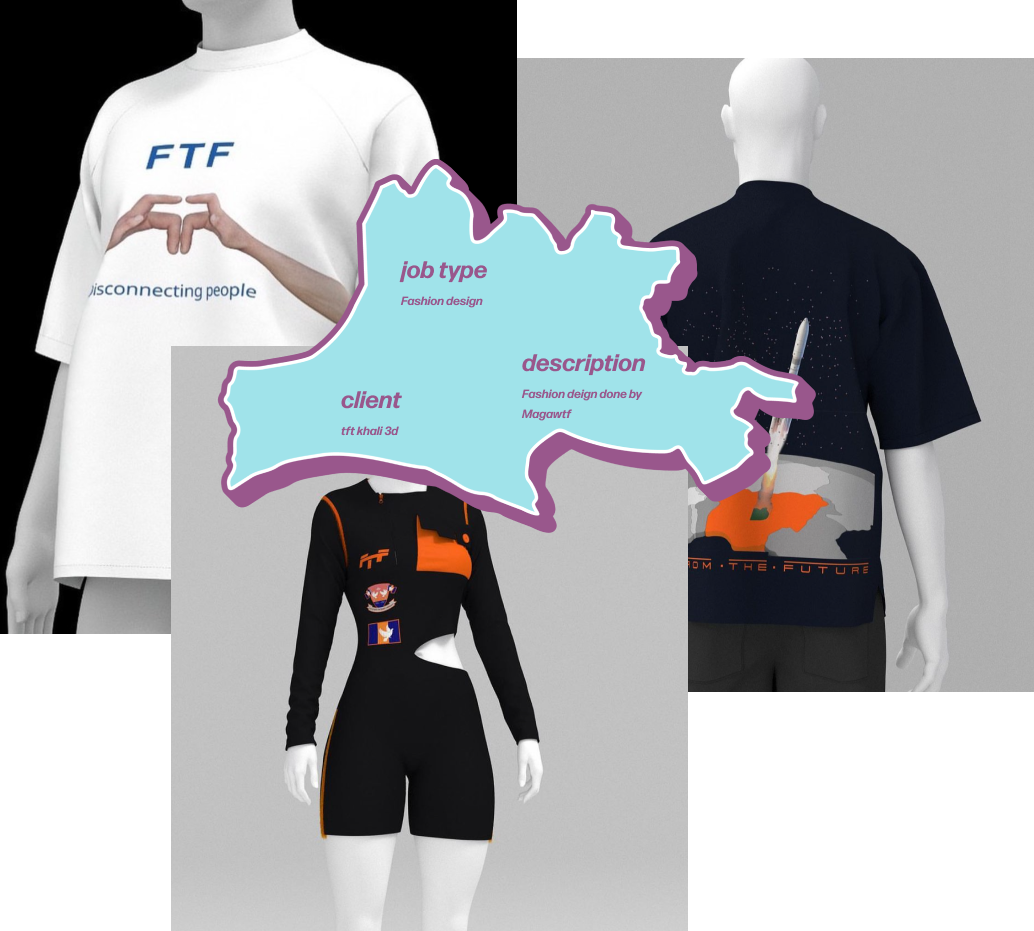 FTF
Disconnecting people
job type
Fashion design
description
Fashion deign done by
Magawtf
client
tft khali 3d
FTF
ROM • THE • FUTURE